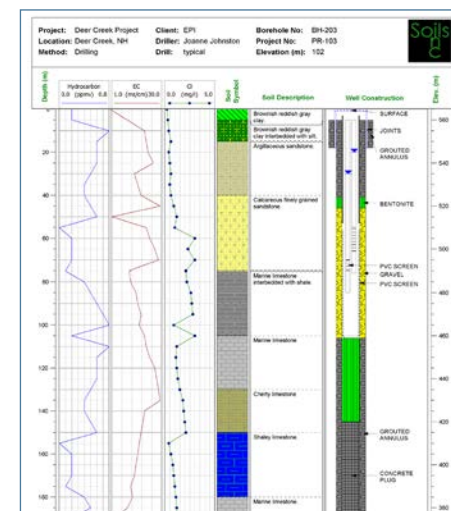 Project: Deer Creek Project Client: EPI Borehole No: BH-203
Location: Deer Creek, NH Driller: Joanne Johnston Project No: PR-103
Method: Drilling Drill: typical Elevation (m): 102
Soils
Inc
Depth (m)
Hydrocarbon
0.0 (ppmv) 0.8
EC
1.0 (ms/cm) 30.0
Cl
0.0 (mg/l) 5.0
Soil
Symbol
Soil Description
Well Construction
Elev. (m)
0
20
40
60
80
100
120
140
160
Brownish reddish gray
clay
Brownish reddish gray
clay interbedded with silt.
Argillaceous sandstone
Calcareous finely grained
sandstone
Marine limestone
interbedded with shale
Marine limestone
Cherty limestone
Shaley limestone
Marine limestone
SURFACE
JOINTS
GROUTED
ANNULUS
BENTONITE
PVC SCREEN
GRAVEL
PVC SCREEN
GROUTED
ANNULUS
CONCRETE
PLUG
560
540
520
500
480
460
440
420
400